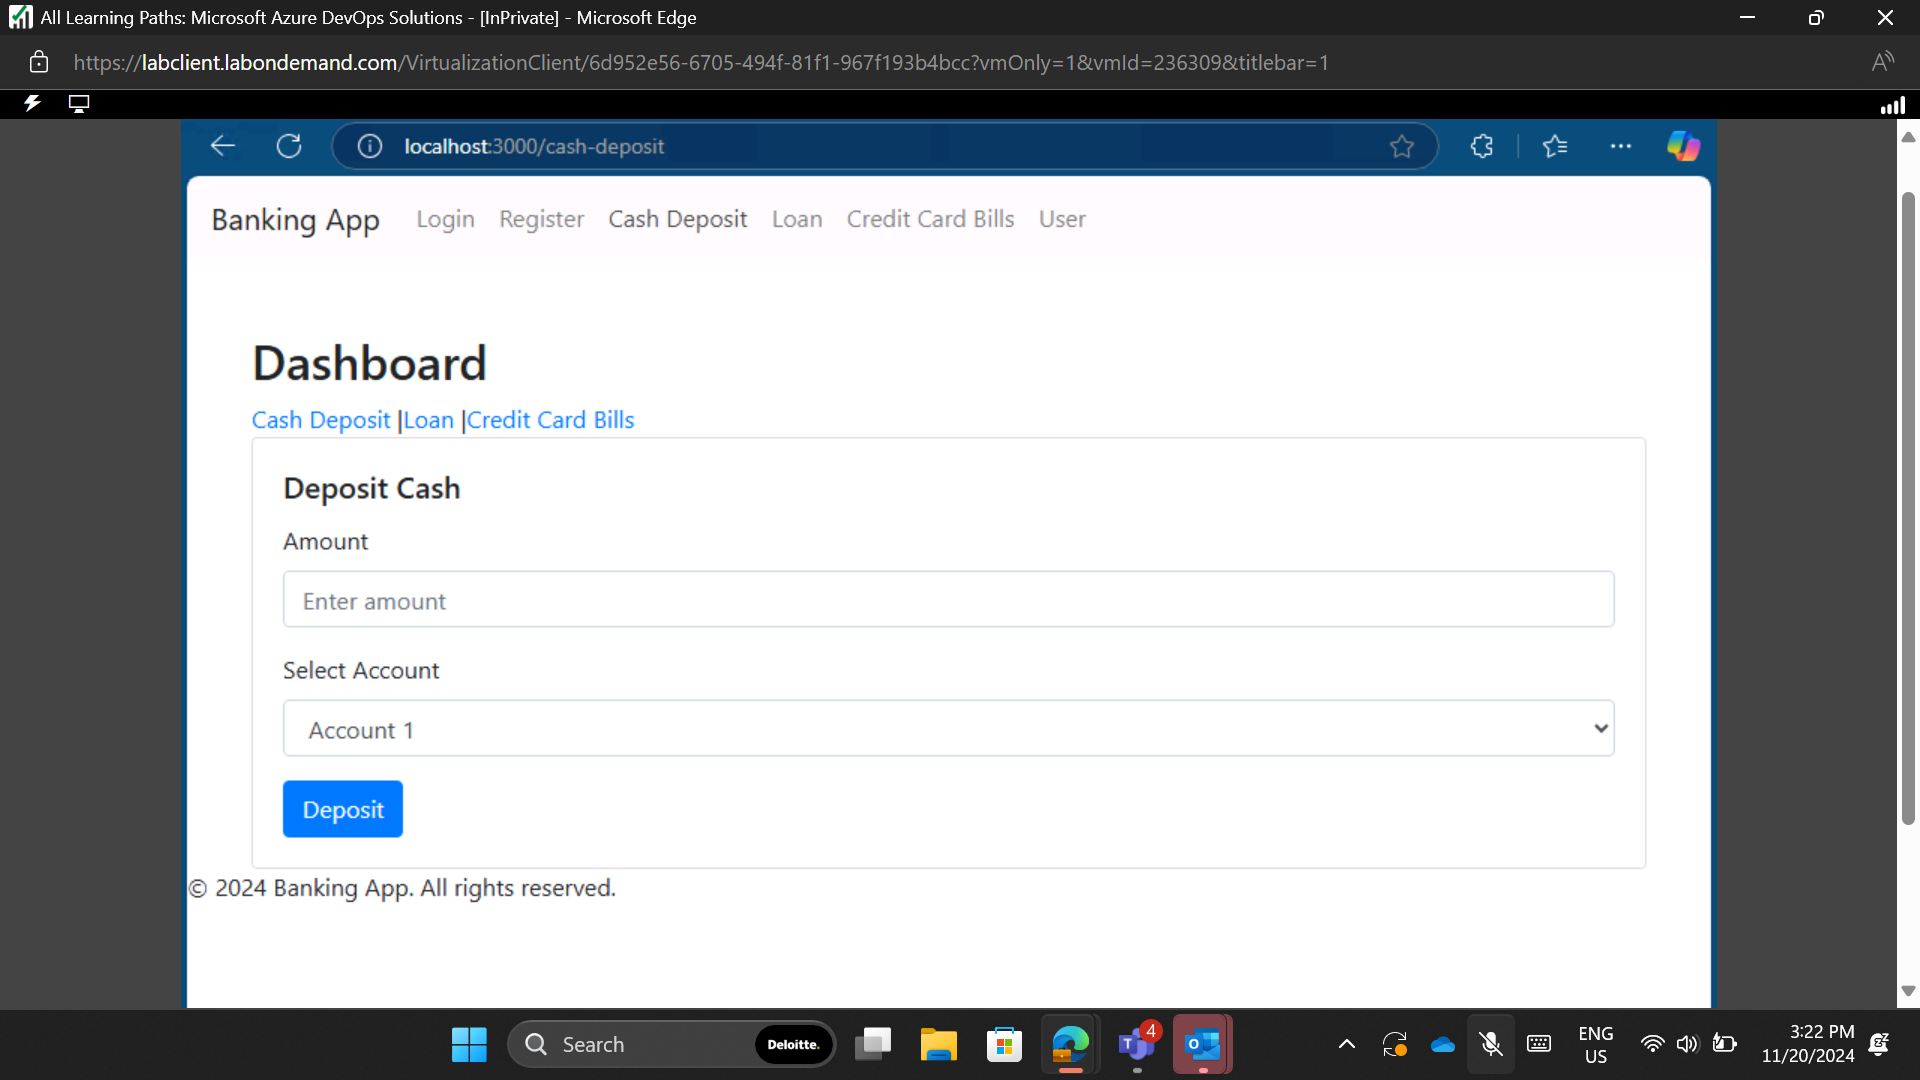 All Learning Paths: Microsoft Azure DevOps Solutions - [InPrivate] - Microsoft Edge
https://labclient.labondemand.com/VirtualizationClient/6d952e56-6705-494f-81f1-967f193b4bcc?vmOnly=1&vmId=236309&titlebar=1
localhost:3000/cash-deposit
Banking App Login Register Cash Deposit Loan Credit Card Bills User
Dashboard
Cash Deposit |Loan |Credit Card Bills
Deposit Cash
Amount
Enter amount
Select Account
Account 1
Deposit
© 2024 Banking App. All rights reserved.
Search Deloitte. 4 ENG 3:22 PM
US 11/20/2024